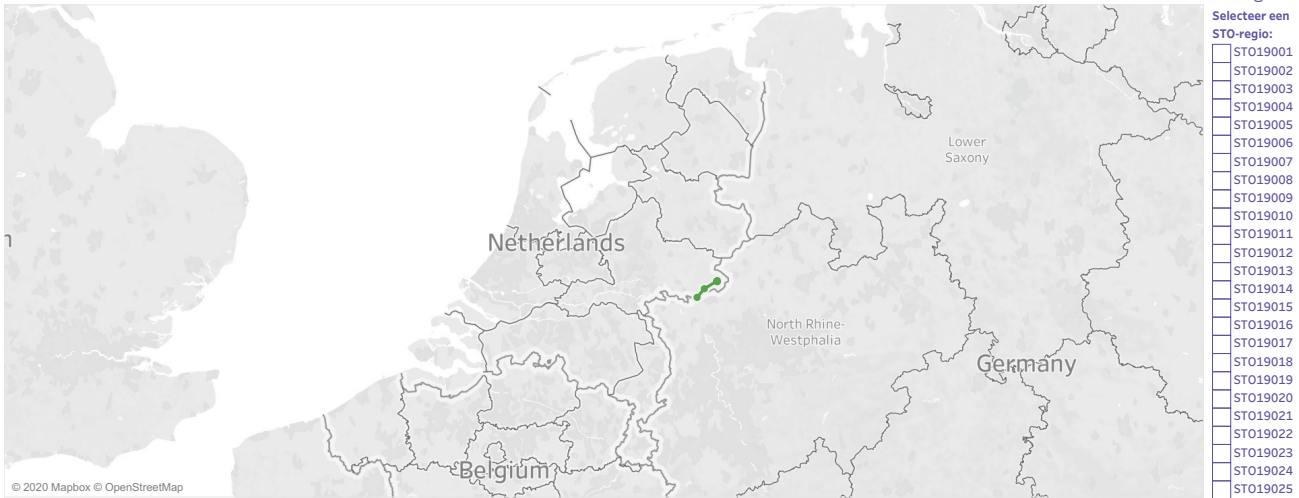 Selecteer een
STO-regio:
STO19001
STO19002
STO19003
STO19004
STO19005
STO19006
STO19007
STO19008
STO19009
STO19010
STO19011
STO19012
STO19013
STO19014
STO19015
STO19016
STO19017
STO19018
STO19019
STO19020
STO19021
STO19022
STO19023
STO19024
STO19025
Lower
Saxony
Netherlands
North Rhine-
Westphalia
Germany
Belgium
© 2020 Mapbox © OpenStreetMap